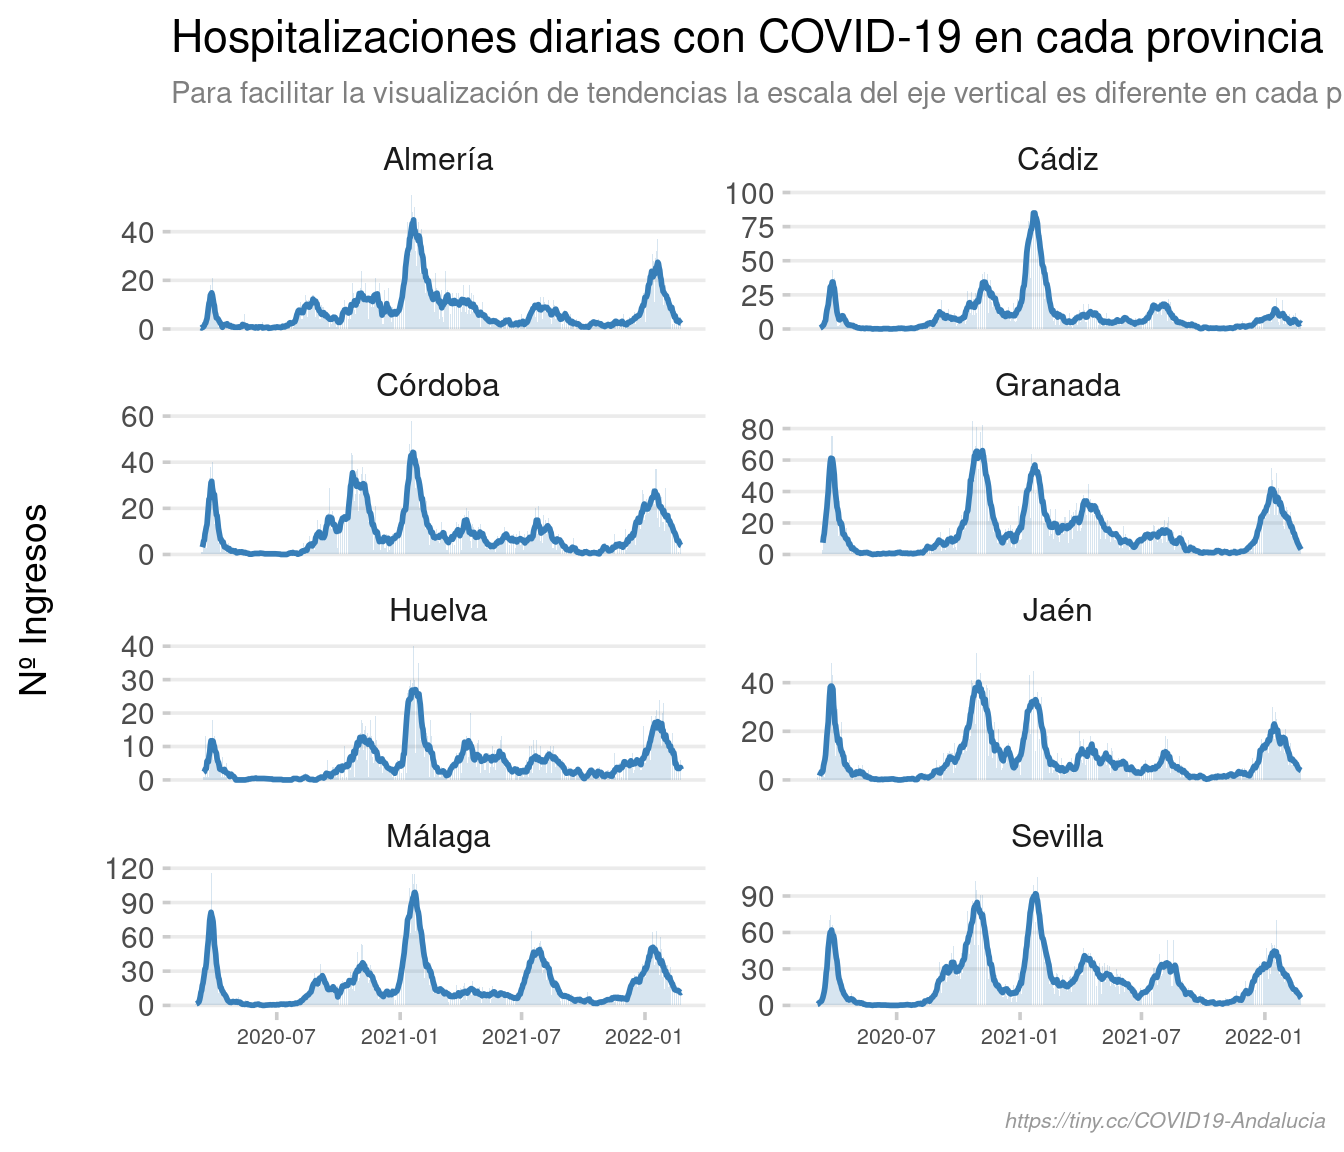 Hospitalizaciones diarias con COVID-19 en cada provincia
Para facilitar la visualización de tendencias la escala del eje vertical es diferente en cada p
Nº Ingresos
Almería
40
20
0
Cádiz
100
75
50
25
0
Córdoba
60
40
20
0
Granada
80
60
40
20
0
Huelva
40
30
20
10
0
Jaén
40
20
0
Málaga
120
90
60
30
0
2020-07 2021-01 2021-07 2022-01
Sevilla
90
60
30
0
2020-07 2021-01 2021-07 2022-01
https://tiny.cc/COVID19-Andalucia